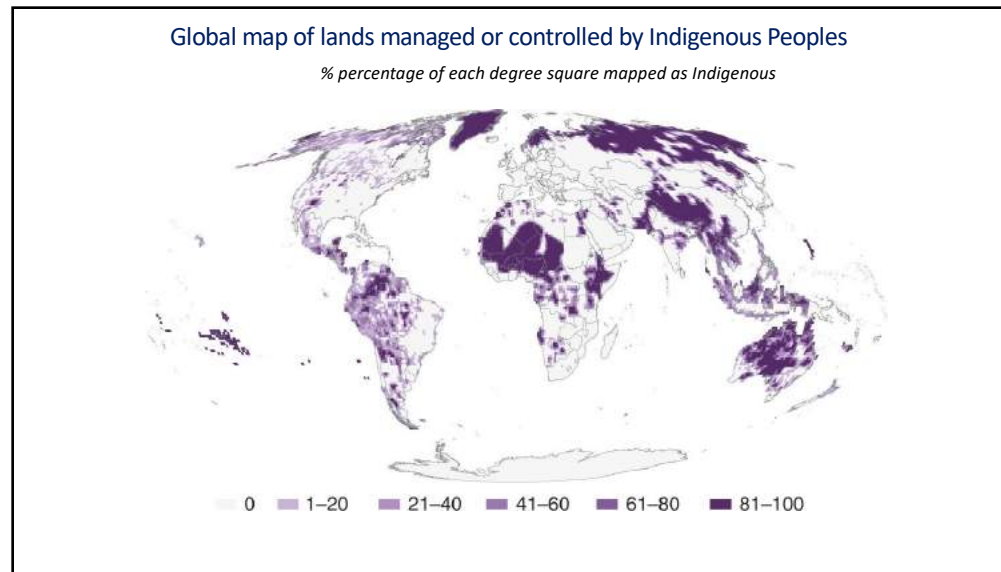 Global map of lands managed or controlled by Indigenous Peoples
% percentage of each degree square mapped as Indigenous
0 1–20 21–40 41–60 61–80 81–100